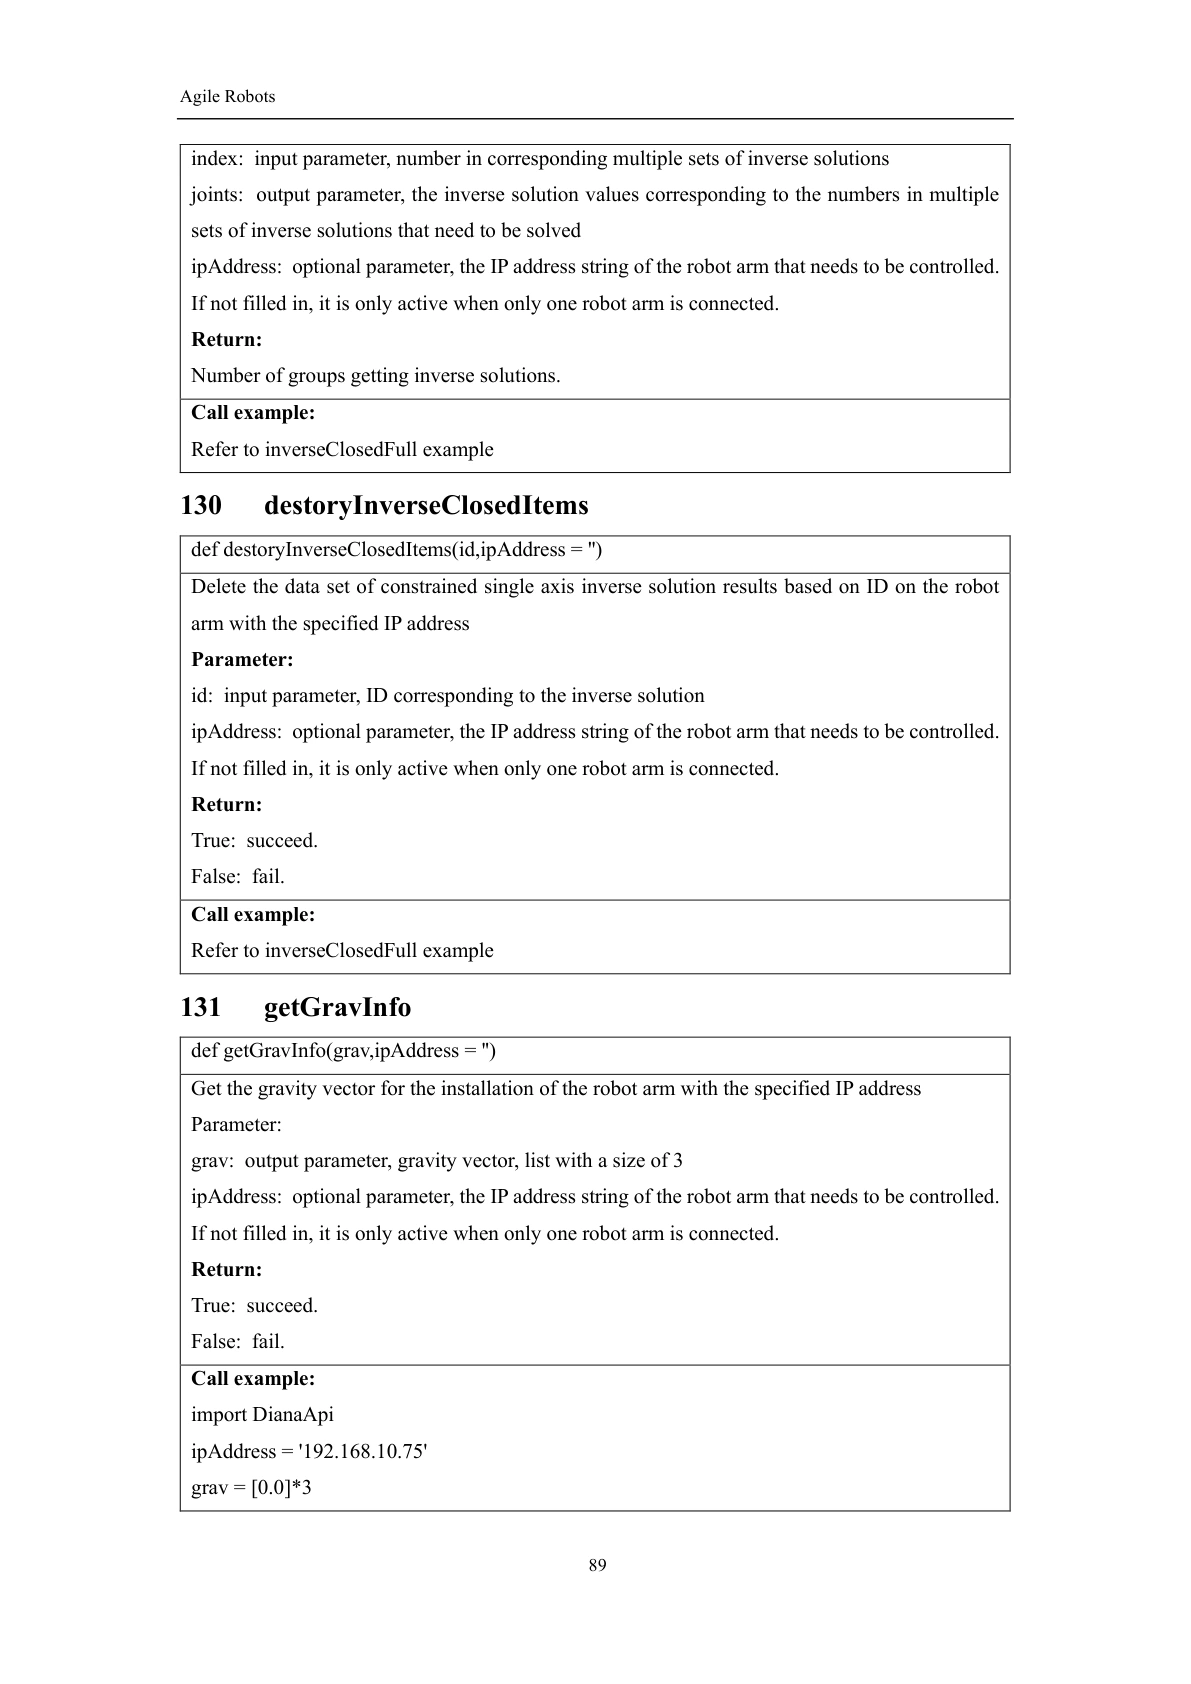 Agile Robots
index: input parameter, number in corresponding multiple sets of inverse solutions
joints: output parameter, the inverse solution values corresponding to the numbers in multiple
sets of inverse solutions that need to be solved
ipAddress: optional parameter, the IP address string of the robot arm that needs to be controlled.
If not filled in, it is only active when only one robot arm is connected.
Return:
Number of groups getting inverse solutions.
Call example:
Refer to inverseClosedFull example
130 destoryInverseClosedItems
def destoryInverseClosedItems(id,ipAddress = '')
Delete the data set of constrained single axis inverse solution results based on ID on the robot
arm with the specified IP address
Parameter:
id: input parameter, ID corresponding to the inverse solution
ipAddress: optional parameter, the IP address string of the robot arm that needs to be controlled.
If not filled in, it is only active when only one robot arm is connected.
Return:
True: succeed.
False: fail.
Call example:
Refer to inverseClosedFull example
131 getGravInfo
def getGravInfo(grav,ipAddress = '')
Get the gravity vector for the installation of the robot arm with the specified IP address
Parameter:
grav: output parameter, gravity vector, list with a size of 3
ipAddress: optional parameter, the IP address string of the robot arm that needs to be controlled.
If not filled in, it is only active when only one robot arm is connected.
Return:
True: succeed.
False: fail.
Call example:
import DianaApi
ipAddress = '192.168.10.75'
grav = [0.0]*3
89